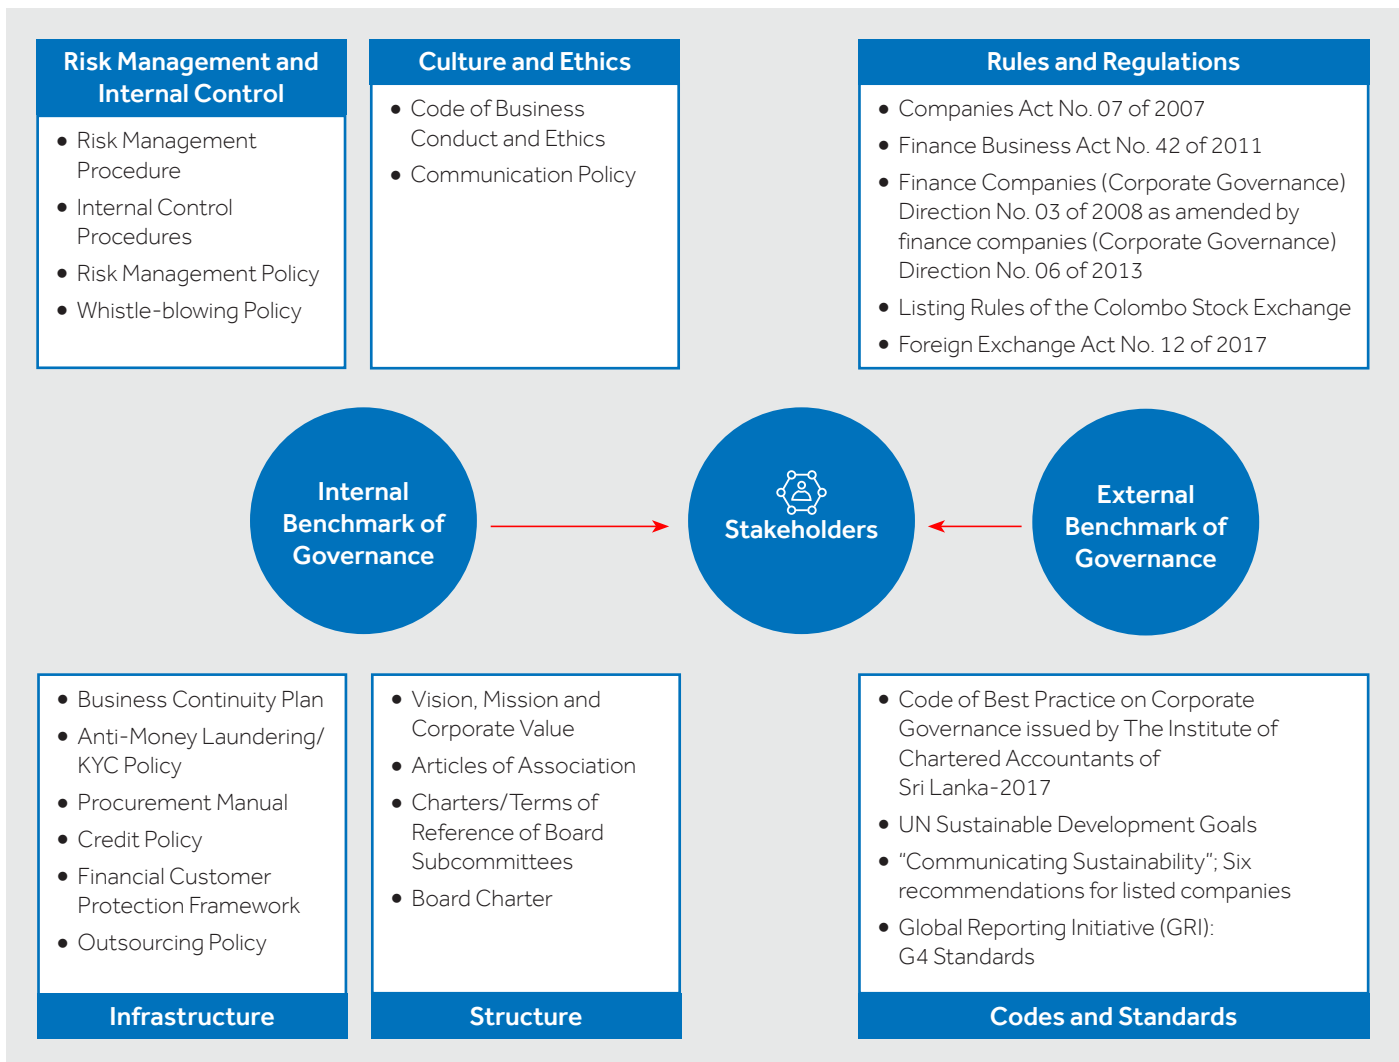 Risk Management and
Internal Control
• Risk Management
Procedure
• Internal Control
Procedures
• Risk Management Policy
• Whistle-blowing Policy
Culture and Ethics
• Code of Business
Conduct and Ethics
• Communication Policy
Rules and Regulations
• Companies Act No. 07 of 2007
• Finance Business Act No. 42 of 2011
• Finance Companies (Corporate Governance)
Direction No. 03 of 2008 as amended by
finance companies (Corporate Governance)
Direction No. 06 of 2013
• Listing Rules of the Colombo Stock Exchange
• Foreign Exchange Act No. 12 of 2017
Internal
Benchmark of
Governance
Stakeholders
External
Benchmark of
Governance
• Business Continuity Plan
• Anti-Money Laundering/
KYC Policy
• Procurement Manual
• Credit Policy
• Financial Customer
Protection Framework
• Outsourcing Policy
Infrastructure
• Vision, Mission and
Corporate Value
• Articles of Association
• Charters/Terms of
Reference of Board
Subcommittees
• Board Charter
Structure
• Code of Best Practice on Corporate
Governance issued by The Institute of
Chartered Accountants of
Sri Lanka-2017
• UN Sustainable Development Goals
• “Communicating Sustainability”; Six
recommendations for listed companies
• Global Reporting Initiative (GRI):
G4 Standards
Codes and Standards